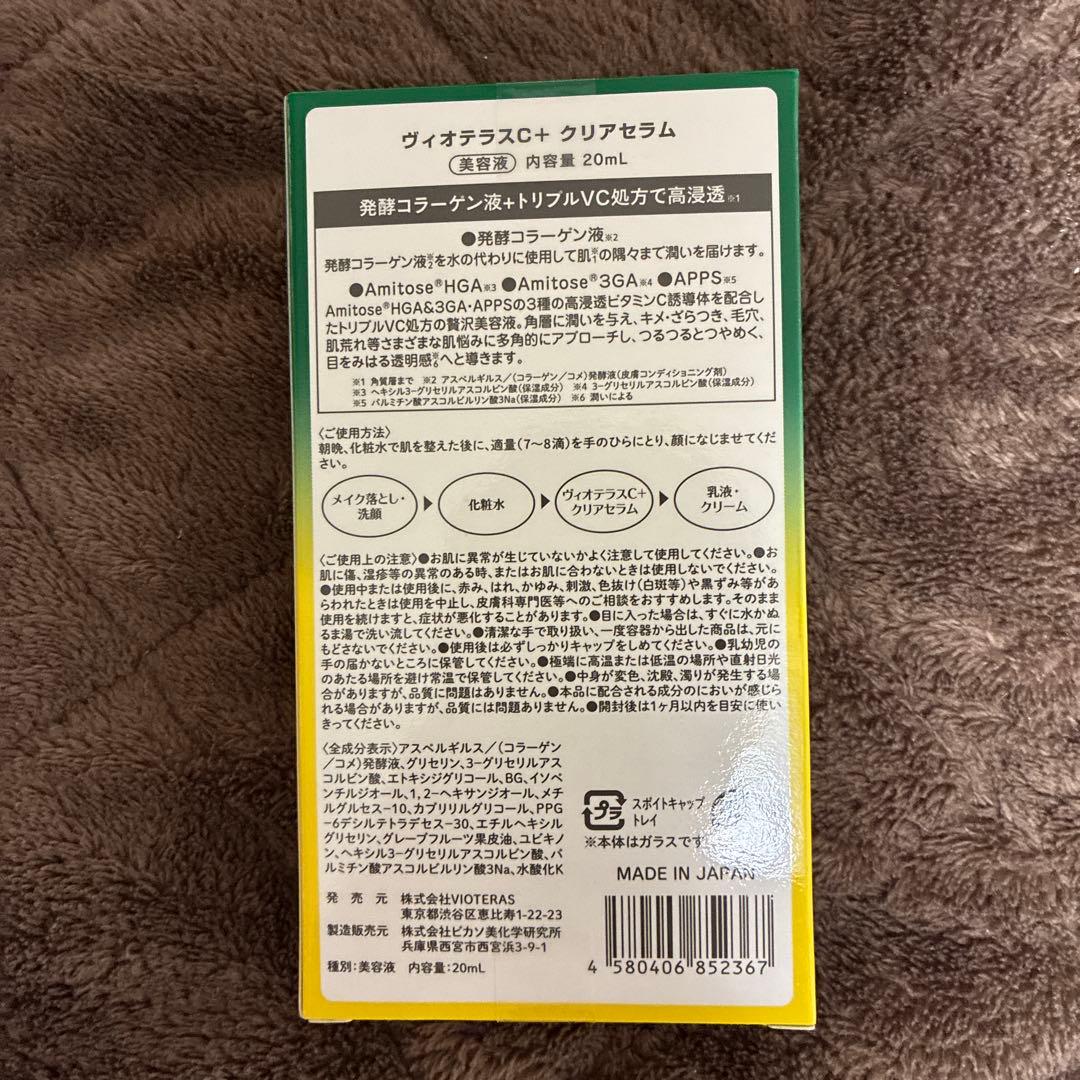 ヴィオテラスC＋ クリアセラム
美容液 内容量 20mL
発酵コラーゲン液+トリプルVC処方で高浸透※1
●発酵コラーゲン液※2
発酵コラーゲン液※2を水の代わりに使用して肌※1の隅々まで潤いを届けます。
●Amitose®HGA※3 ●Amitose®3GA※4 ●APPS※5
Amitose®HGA&3GA・APPSの3種の高浸透ビタミンC誘導体を配合し
たトリプルVC処方の贅沢美容液。角層に潤いを与え、キメ・ざらつき、毛穴、
肌荒れ等さまざまな肌悩みに多角的にアプローチし、つるつるとつやめく、
目をみはる透明感※6へと導きます。
※1 角質層まで ※2 アスペルギルス／(コラーゲン／コメ)発酵液(皮膚コンディショニング剤)
※3 ヘキシル3-グリセリルアスコルビン酸(保湿成分) ※4 3-グリセリルアスコルビン酸(保湿成分)
※5 パルミチン酸アスコルビルリン酸3Na(保湿成分) ※6 潤いによる
〈ご使用方法〉
朝晩、化粧水で肌を整えた後に、適量(7〜8滴)を手のひらにとり、顔になじませてくだ
さい。
メイク落とし・
洗顔
化粧水
ヴィオテラスC＋
クリアセラム
乳液・
クリーム
〈ご使用上の注意〉●お肌に異常が生じていないかよく注意して使用してください。●お
肌に傷、湿疹等の異常のある時、またはお肌に合わないときは使用しないでください。
●使用中または使用後に、赤み、はれ、かゆみ、刺激、色抜け(白斑等)や黒ずみ等があ
らわれたときは使用を中止し、皮膚科専門医等へのご相談をおすすめします。そのまま
使用を続けますと、症状が悪化することがあります。●目に入った場合は、すぐに水かぬ
るま湯で洗い流してください。●清潔な手で取り扱い、一度容器から出した商品は、元に
もどさないでください。●使用後は必ずしっかりキャップをしめてください。●乳幼児の
手の届かないところに保管してください。●極端に高温または低温の場所や直射日光
のあたる場所を避け常温で保管してください。●中身が変色、沈殿、濁りが発生する場
合がありますが、品質に問題はありません。●本品に配合される成分のにおいが感じら
れる場合がありますが、品質には問題ありません。●開封後は1ヶ月以内を目安に使い
きってください。
〈全成分表示〉アスペルギルス／(コラーゲン
／コメ)発酵液、グリセリン、3-グリセリルアス
コルビン酸、エトキシジグリコール、BG、イソペ
ンチルジオール、1，2-ヘキサンジオール、メチ
ルグルセス-10、カプリリルグリコール、PPG
-6デシルテトラデセス-30、エチルヘキシル
グリセリン、グレープフルーツ果皮油、ユビキノ
ン、ヘキシル3-グリセリルアスコルビン酸、パ
ルミチン酸アスコルビルリン酸3Na、水酸化K
プラ
スポイトキャップ
トレイ
※本体はガラスです
MADE IN JAPAN
発売元 株式会社VIOTERAS
東京都渋谷区恵比寿1-22-23
製造販売元 株式会社ピカソ美化学研究所
兵庫県西宮市西宮浜3-9-1
種別：美容液 内容量：20mL
4 580406 852367